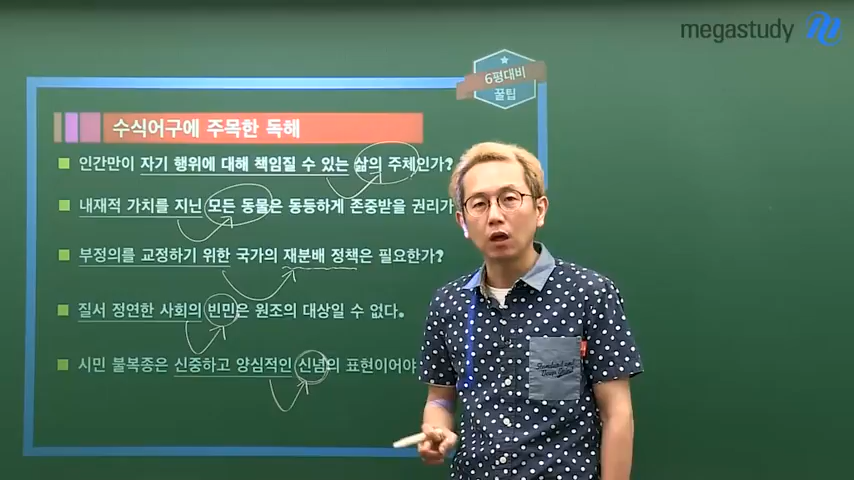 megastudy
6평대비
꿀팁
수식어구에 주목한 독해
인간만이 자기 행위에 대해 책임질 수 있는 삶의 주체인가?
내재적 가치를 지닌 모든 동물은 동등하게 존중받을 권리가
부정의를 교정하기 위한 국가의 재분배 정책은 필요한가?
질서 정연한 사회의 빈민은 원조의 대상일 수 없다.
시민 불복종은 신중하고 양심적인 신념의 표현이어야